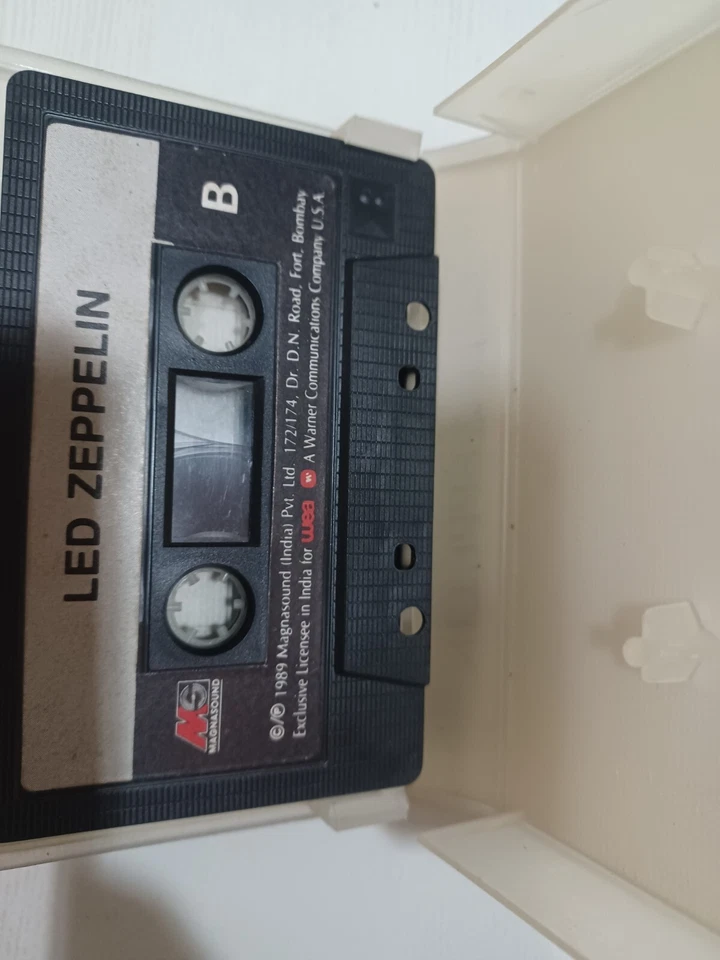 LED ZEPPELIN
B
MG
MAGNASOUND
©/℗ 1989 Magnasound (India) Pvt. Ltd. 172/174, Dr. D.N. Road, Fort, Bombay
Exclusive Licensee in India for wea w A Warner Communications Company U.S.A.